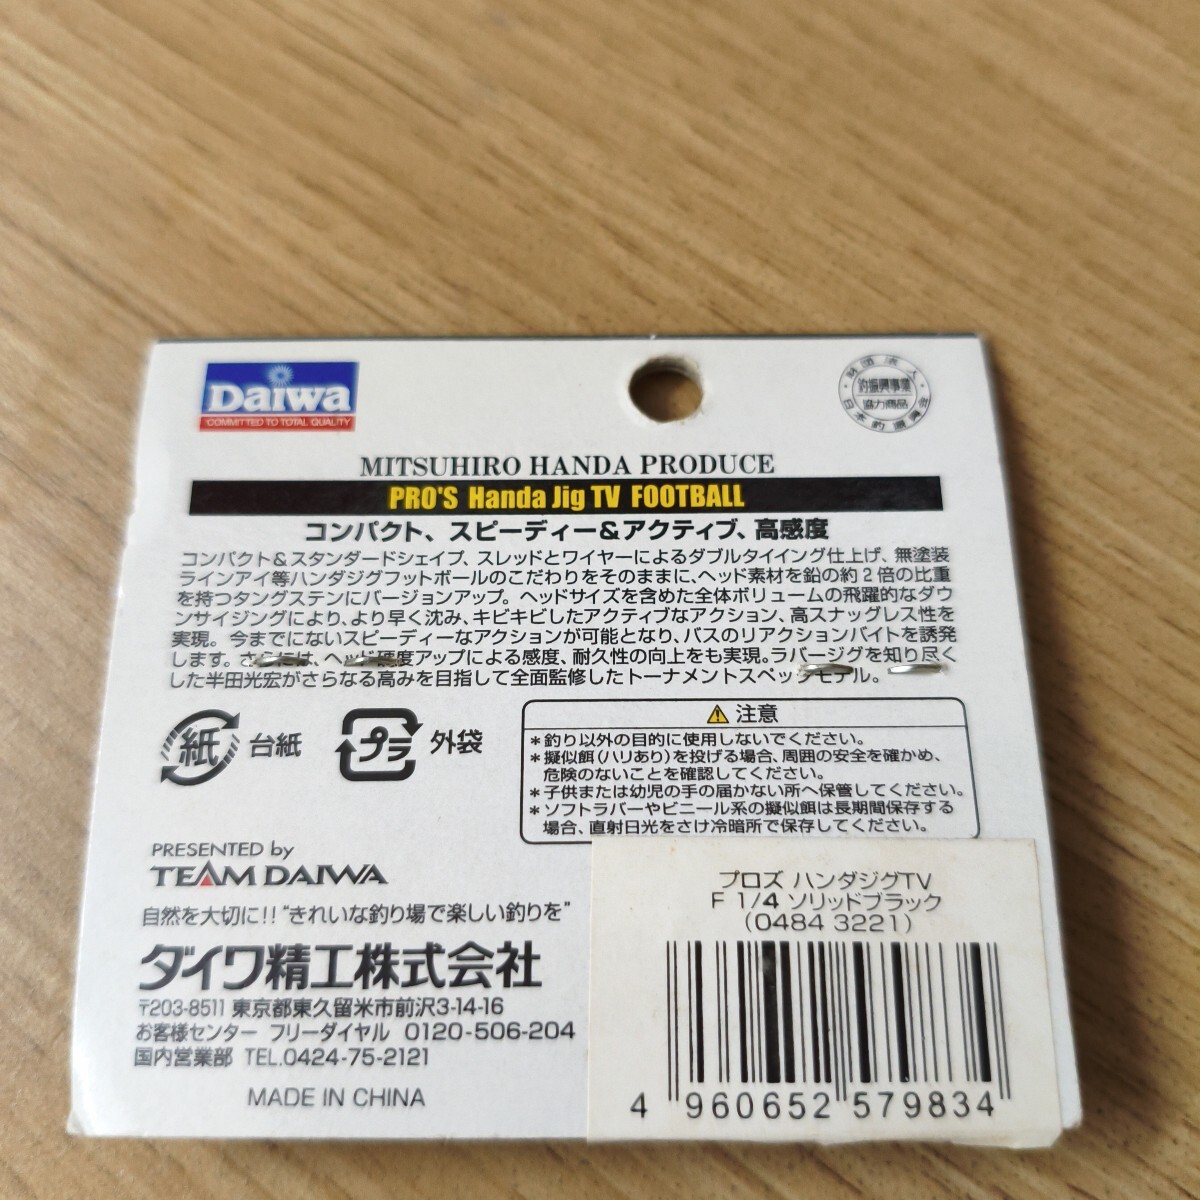 Daiwa
COMMITTED TO TOTAL QUALITY
財団法人
釣振興事業
協力商品
日本釣振興会
MITSUHIRO HANDA PRODUCE
PRO'S Handa Jig TV FOOTBALL
コンパクト、スピーディー&アクティブ、高感度
コンパクト&スタンダードシェイプ、スレッドとワイヤーによるダブルタイイング仕上げ、無塗装
ラインアイ等ハンダジグフットボールのこだわりをそのままに、ヘッド素材を鉛の約2倍の比重
を持つタングステンにバージョンアップ。ヘッドサイズを含めた全体ボリュームの飛躍的なダウ
ンサイジングにより、より早く沈み、キビキビしたアクティブなアクション、高スナッグレス性を
実現。今までにないスピーディーなアクションが可能となり、バスのリアクションバイトを誘発
します。さらには、ヘッド硬度アップによる感度、耐久性の向上をも実現。ラバージグを知り尽く
した半田光宏がさらなる高みを目指して全面監修したトーナメントスペックモデル。
紙 台紙
プラ 外袋
注意
*釣り以外の目的に使用しないでください。
*擬似餌(ハリあり)を投げる場合、周囲の安全を確かめ、
危険のないことを確認してください。
*子供または幼児の手の届かない所へ保管してください。
*ソフトラバーやビニール系の擬似餌は長期間保存する
場合、直射日光をさけ冷暗所で保存してください。
PRESENTED by
TEAM DAIWA
自然を大切に!!"きれいな釣り場で楽しい釣りを"
ダイワ精工株式会社
〒203-8511 東京都東久留米市前沢3-14-16
お客様センター フリーダイヤル 0120-506-204
国内営業部 TEL.0424-75-2121
MADE IN CHINA
プロズ ハンダジグTV
F 1/4 ソリッドブラック
(0484 3221)
4 960652 579834